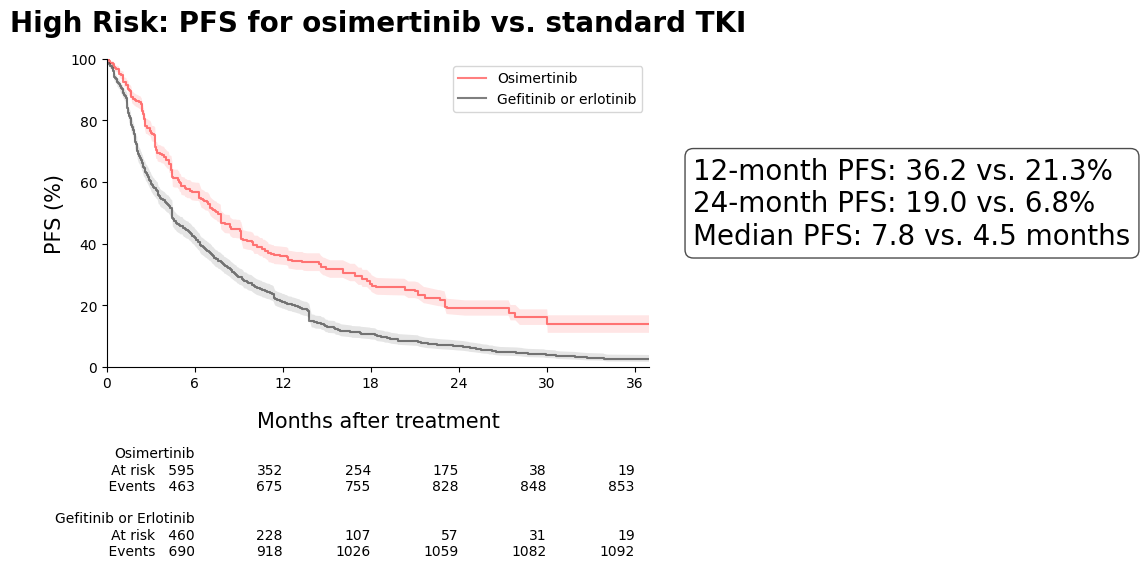 High Risk: PFS for osimertinib vs. standard TKI
100
80
60
40
20
0
PFS (%)
Osimertinib
Gefitinib or erlotinib
0 6 12 18 24 30 36
Months after treatment
12-month PFS: 36.2 vs. 21.3%
24-month PFS: 19.0 vs. 6.8%
Median PFS: 7.8 vs. 4.5 months
Osimertinib
At risk 595 352 254 175 38 19
Events 463 675 755 828 848 853
Gefitinib or Erlotinib
At risk 460 228 107 57 31 19
Events 690 918 1026 1059 1082 1092